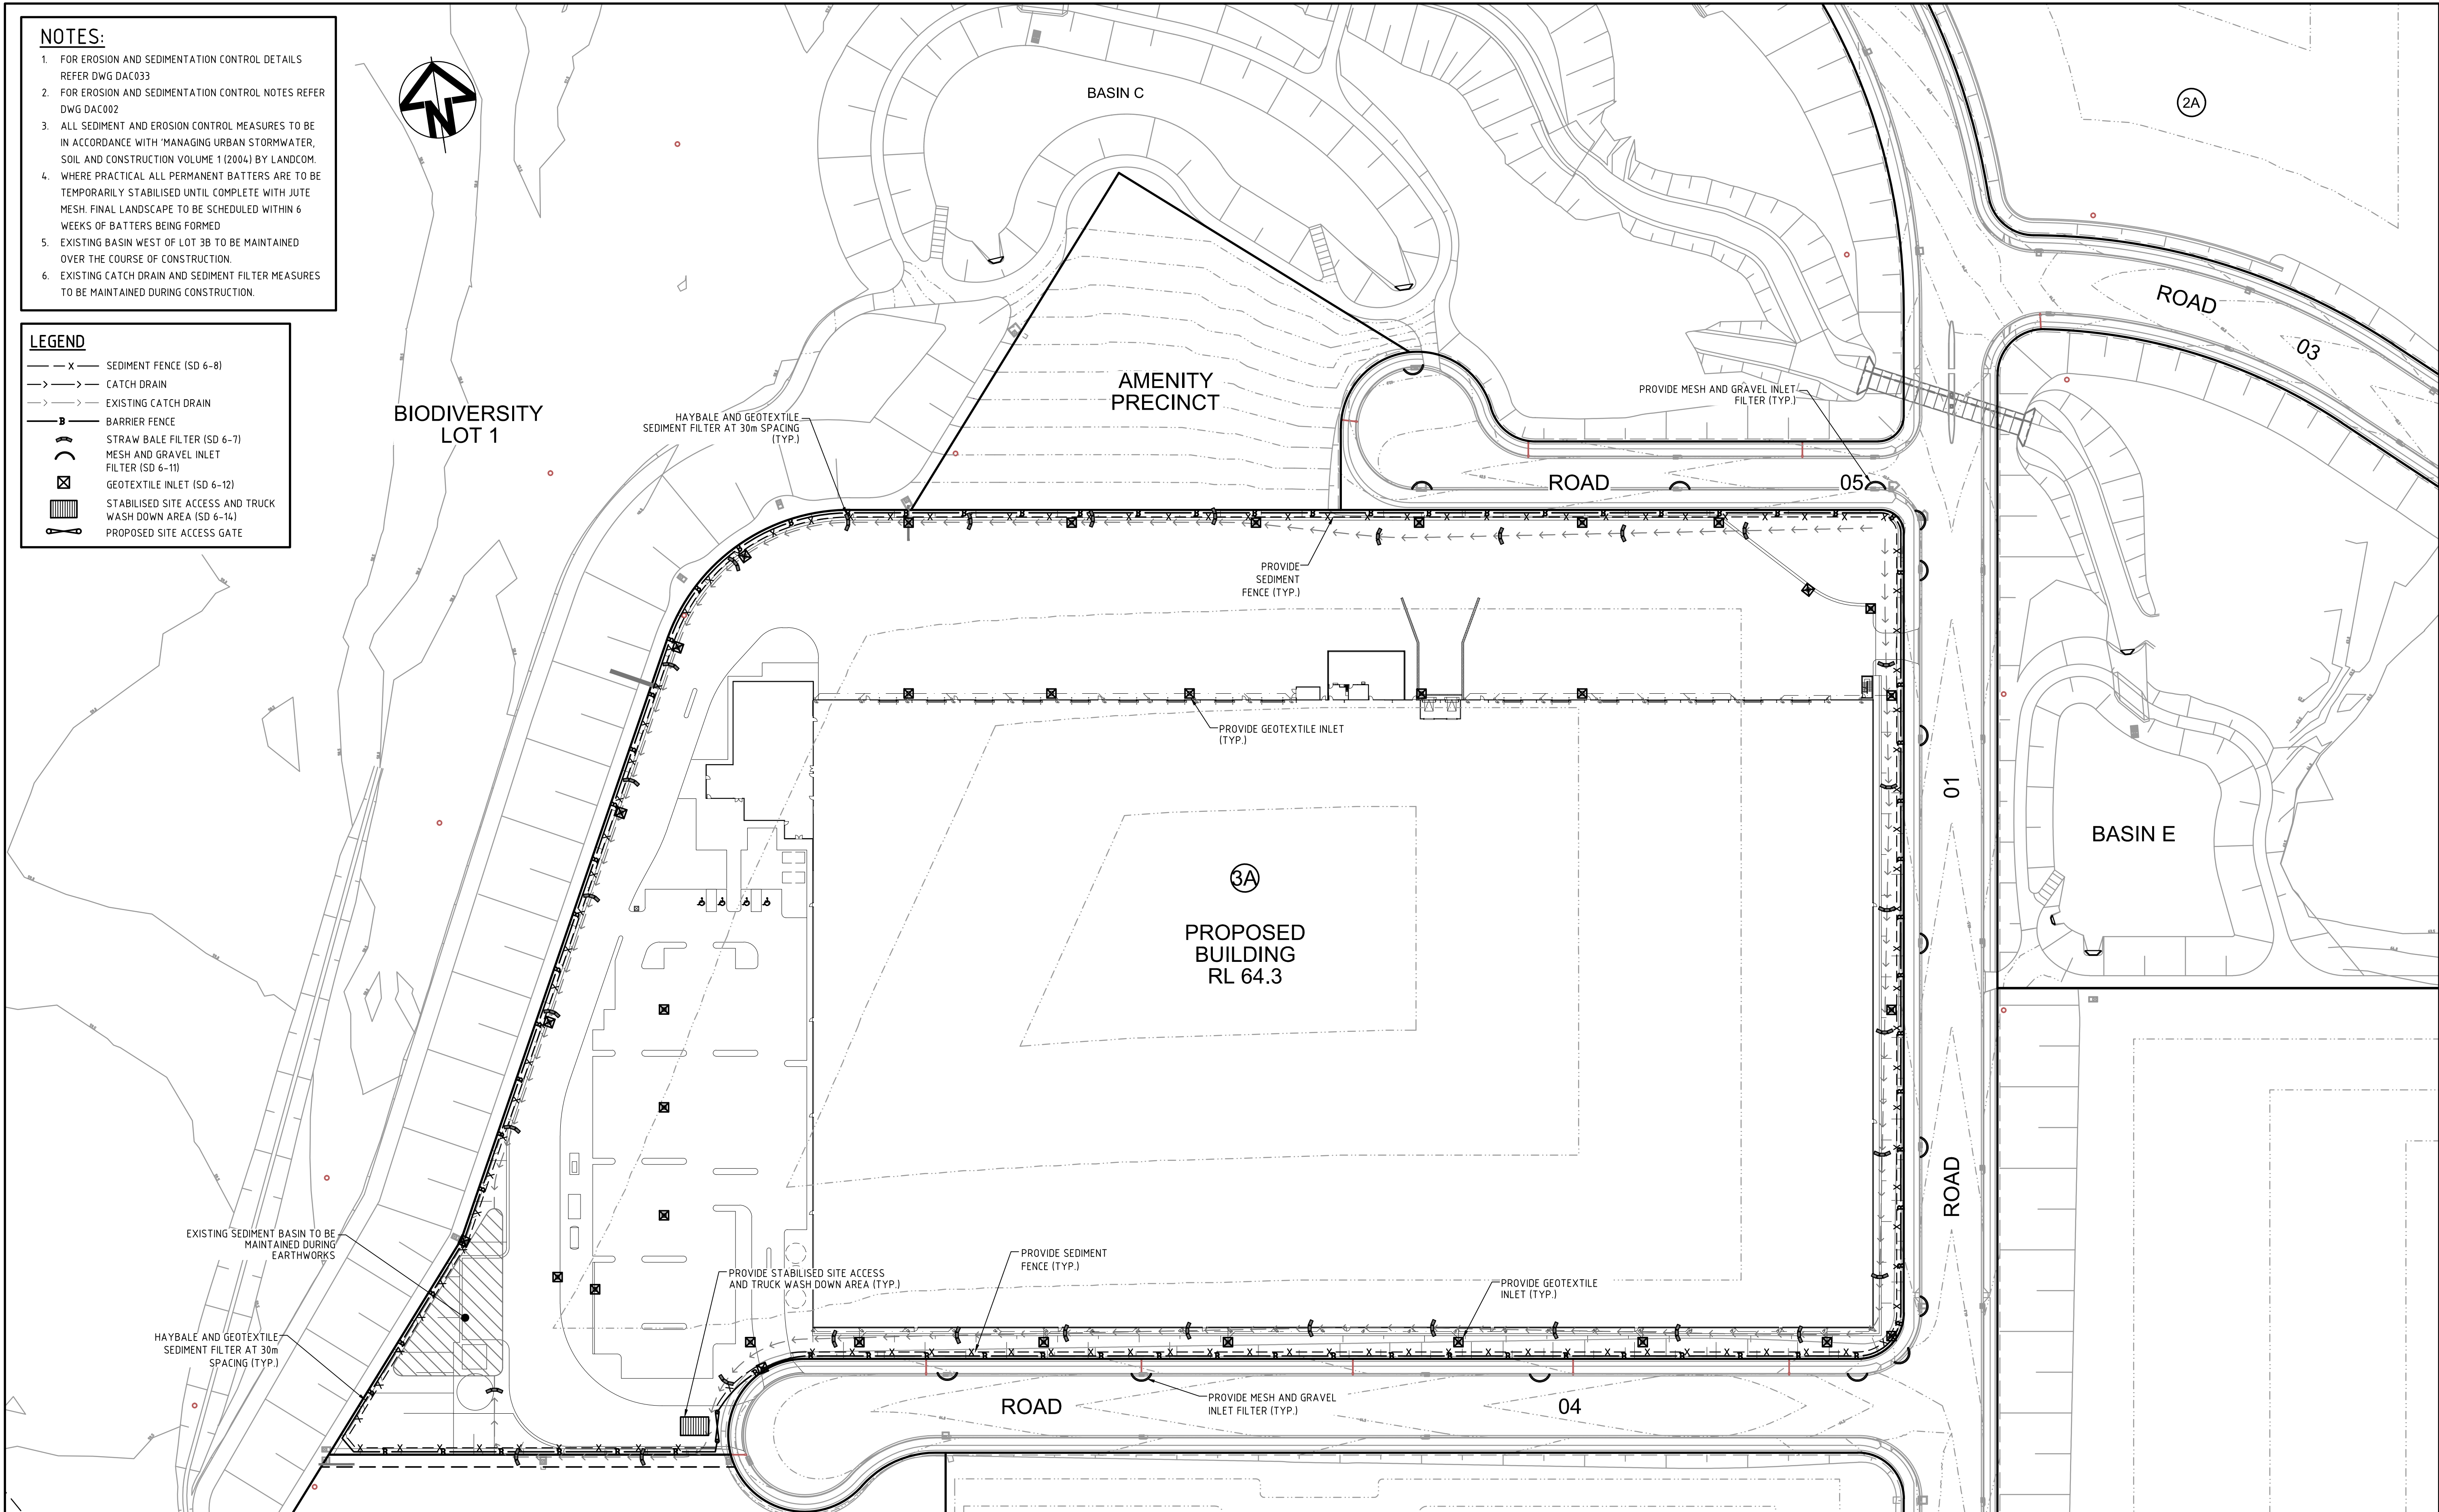 NOTES:
1. FOR EROSION AND SEDIMENTATION CONTROL DETAILS
REFER DWG DAC033
2. FOR EROSION AND SEDIMENTATION CONTROL NOTES REFER
DWG DAC002
3. ALL SEDIMENT AND EROSION CONTROL MEASURES TO BE
IN ACCORDANCE WITH 'MANAGING URBAN STORMWATER,
SOIL AND CONSTRUCTION VOLUME 1 (2004) BY LANDCOM.
4. WHERE PRACTICAL ALL PERMANENT BATTERS ARE TO BE
TEMPORARILY STABILISED UNTIL COMPLETE WITH JUTE
MESH. FINAL LANDSCAPE TO BE SCHEDULED WITHIN 6
WEEKS OF BATTERS BEING FORMED
5. EXISTING BASIN WEST OF LOT 3B TO BE MAINTAINED
OVER THE COURSE OF CONSTRUCTION.
6. EXISTING CATCH DRAIN AND SEDIMENT FILTER MEASURES
TO BE MAINTAINED DURING CONSTRUCTION.
N
LEGEND
SEDIMENT FENCE (SD 6-8)
CATCH DRAIN
EXISTING CATCH DRAIN
BARRIER FENCE
STRAW BALE FILTER (SD 6-7)
MESH AND GRAVEL INLET
FILTER (SD 6-11)
GEOTEXTILE INLET (SD 6-12)
STABILISED SITE ACCESS AND TRUCK
WASH DOWN AREA (SD 6-14)
PROPOSED SITE ACCESS GATE
BASIN C
2A
ROAD
03
AMENITY
PRECINCT
BIODIVERSITY
LOT 1
HAYBALE AND GEOTEXTILE
SEDIMENT FILTER AT 30m SPACING
(TYP.)
PROVIDE MESH AND GRAVEL INLET
FILTER (TYP.)
ROAD
05
PROVIDE
SEDIMENT
FENCE (TYP.)
PROVIDE GEOTEXTILE INLET
(TYP.)
01
BASIN E
3A
PROPOSED
BUILDING
RL 64.3
ROAD
EXISTING SEDIMENT BASIN TO BE
MAINTAINED DURING
EARTHWORKS
PROVIDE SEDIMENT
FENCE (TYP.)
PROVIDE STABILISED SITE ACCESS
AND TRUCK WASH DOWN AREA (TYP.)
PROVIDE GEOTEXTILE
INLET (TYP.)
HAYBALE AND GEOTEXTILE
SEDIMENT FILTER AT 30m
SPACING (TYP.)
PROVIDE MESH AND GRAVEL
INLET FILTER (TYP.)
ROAD
04